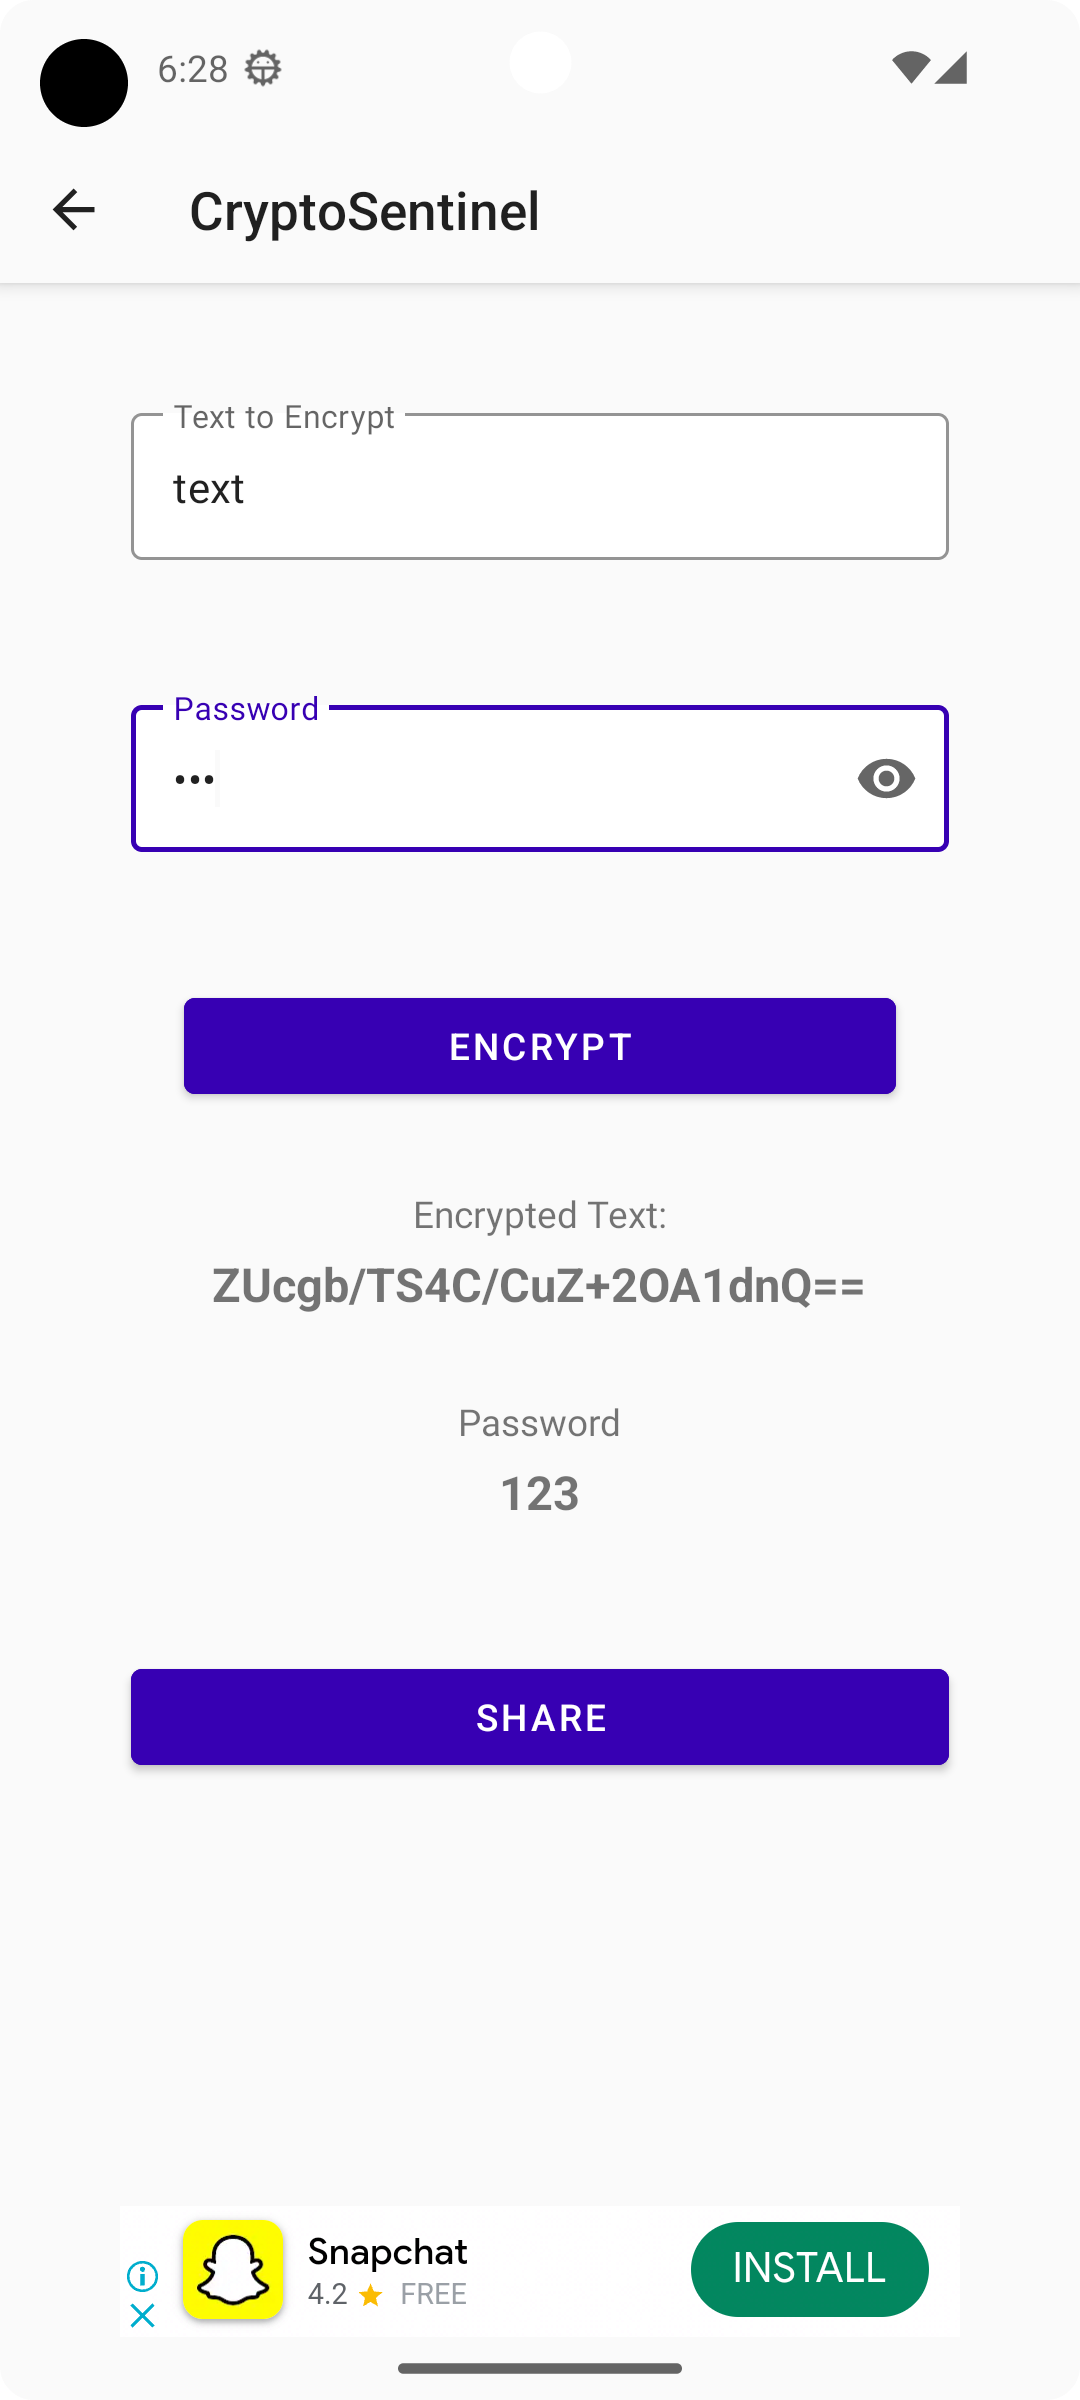 6:28
CryptoSentinel
Text to Encrypt
text
Password
•••
ENCRYPT
Encrypted Text:
ZUcgb/TS4C/CuZ+2OA1dnQ==
Password
123
SHARE
Snapchat
4.2 ★ FREE
INSTALL